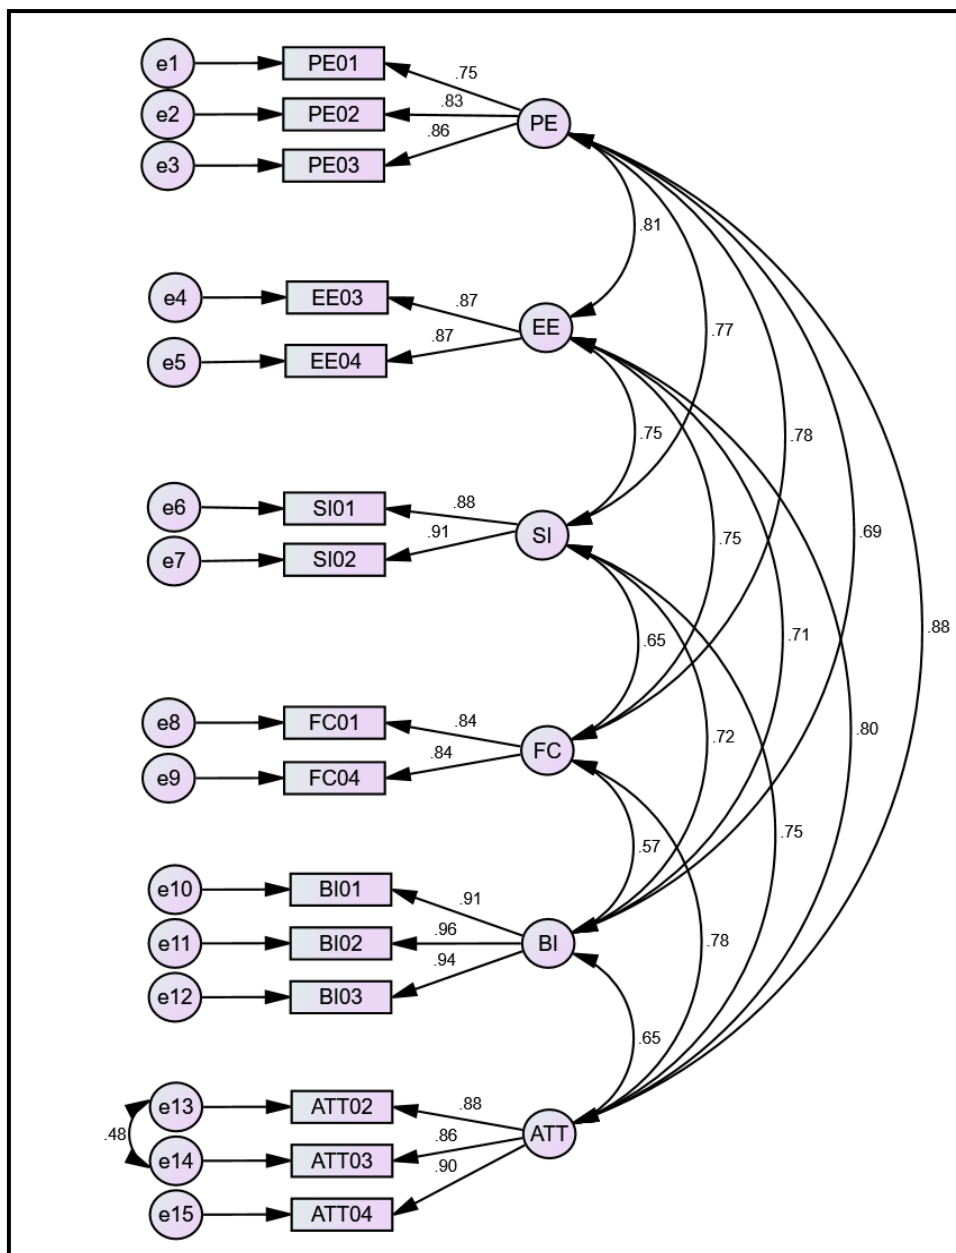 e1 PE01 .75
e2 PE02 .83 PE
e3 PE03 .86
.81
e4 EE03 .87
EE .77
e5 EE04 .87
.75 .78
e6 SI01 .88
SI .75 .69
e7 SI02 .91
.65 .71 .88
e8 FC01 .84
FC .72 .80
e9 FC04 .84
.57 .75
e10 BI01 .91
e11 BI02 .96 BI .78
e12 BI03 .94
.65
e13 ATT02 .88
.48 ATT
e14 ATT03 .86
e15 ATT04 .90